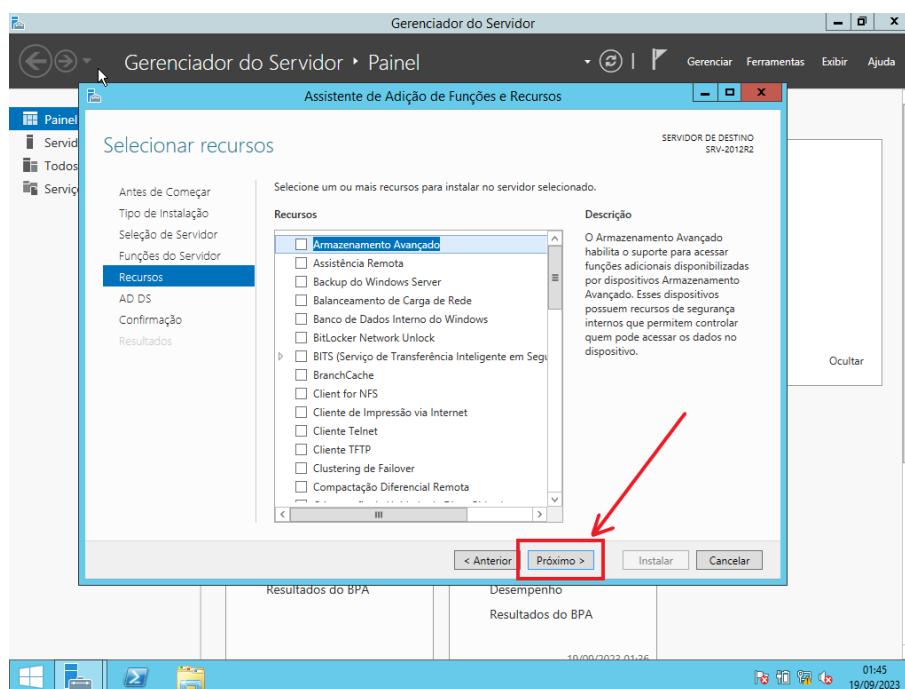 Gerenciador do Servidor
Gerenciador do Servidor ‣ Painel
Gerenciar Ferramentas Exibir Ajuda
Painel
Servid
Todos
Serviç
Assistente de Adição de Funções e Recursos
Selecionar recursos
SERVIDOR DE DESTINO
SRV-2012R2
Antes de Começar
Tipo de Instalação
Seleção de Servidor
Funções do Servidor
Recursos
AD DS
Confirmação
Resultados
Selecione um ou mais recursos para instalar no servidor selecionado.
Recursos
Armazenamento Avançado
Assistência Remota
Backup do Windows Server
Balanceamento de Carga de Rede
Banco de Dados Interno do Windows
BitLocker Network Unlock
BITS (Serviço de Transferência Inteligente em Segu
BranchCache
Client for NFS
Cliente de Impressão via Internet
Cliente Telnet
Cliente TFTP
Clustering de Failover
Compactação Diferencial Remota
Descrição
O Armazenamento Avançado
habilita o suporte para acessar
funções adicionais disponibilizadas
por dispositivos Armazenamento
Avançado. Esses dispositivos
possuem recursos de segurança
internos que permitem controlar
quem pode acessar os dados no
dispositivo.
Ocultar
< Anterior Próximo > Instalar Cancelar
Resultados do BPA
Desempenho
Resultados do BPA
19/09/2023 01:36
01:45
19/09/2023